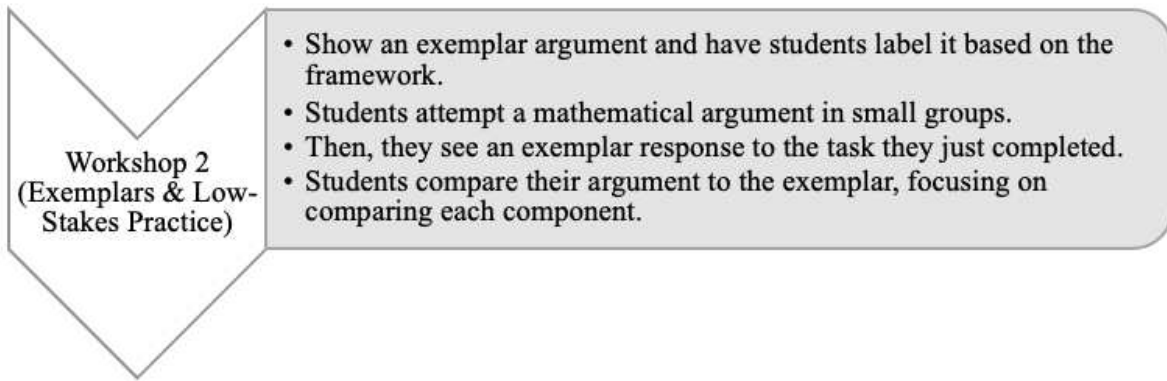 Workshop 2
(Exemplars & Low-
Stakes Practice)
• Show an exemplar argument and have students label it based on the
framework.
• Students attempt a mathematical argument in small groups.
• Then, they see an exemplar response to the task they just completed.
• Students compare their argument to the exemplar, focusing on
comparing each component.